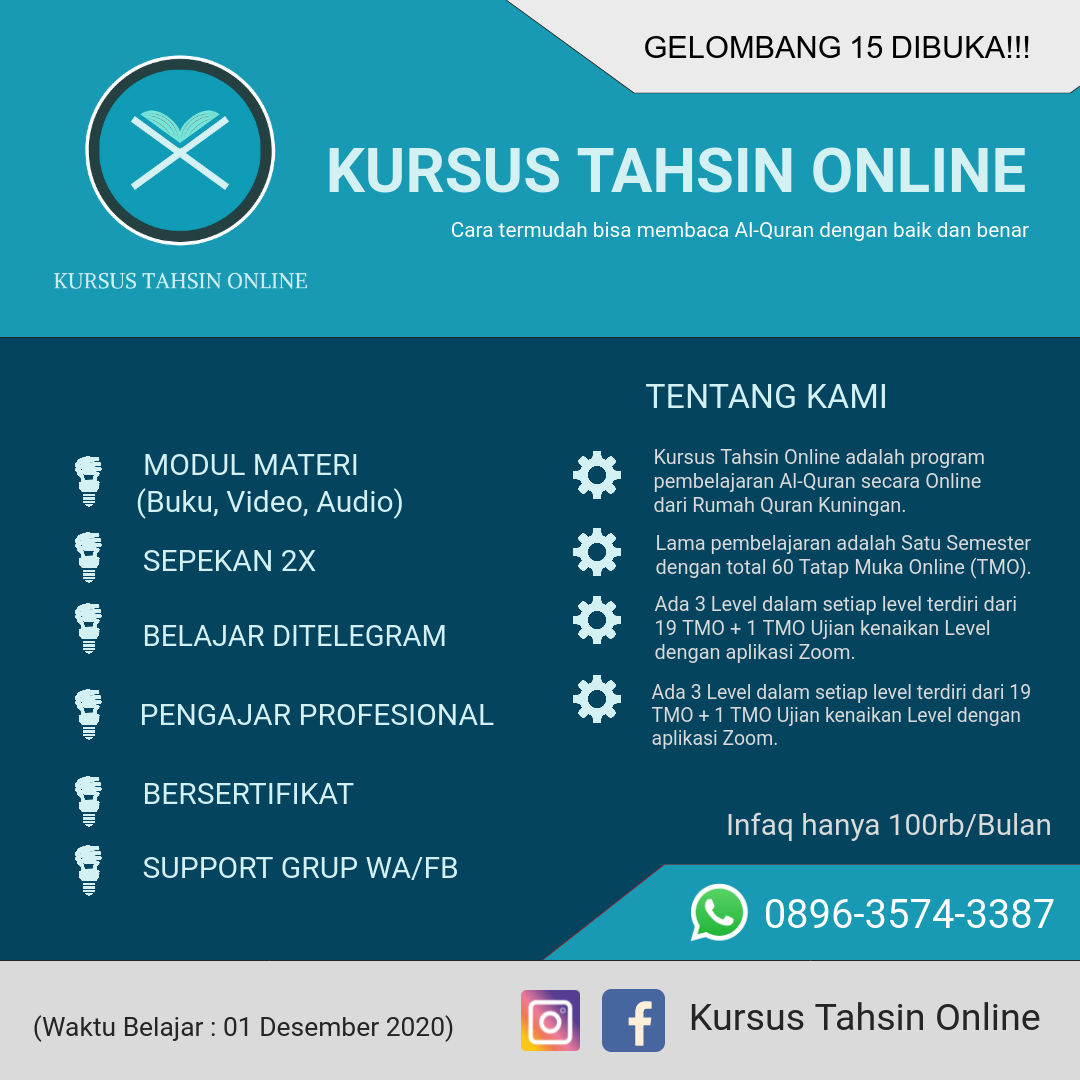 GELOMBANG 15 DIBUKA!!!
KURSUS TAHSIN ONLINE
Cara termudah bisa membaca Al-Quran dengan baik dan benar
KURSUS TAHSIN ONLINE
MODUL MATERI
(Buku, Video, Audio)
SEPEKAN 2X
BELAJAR DITELEGRAM
PENGAJAR PROFESIONAL
BERSERTIFIKAT
SUPPORT GRUP WA/FB
TENTANG KAMI
Kursus Tahsin Online adalah program
pembelajaran Al-Quran secara Online
dari Rumah Quran Kuningan.
Lama pembelajaran adalah Satu Semester
dengan total 60 Tatap Muka Online (TMO).
Ada 3 Level dalam setiap level terdiri dari
19 TMO + 1 TMO Ujian kenaikan Level
dengan aplikasi Zoom.
Ada 3 Level dalam setiap level terdiri dari 19
TMO + 1 TMO Ujian kenaikan Level dengan
aplikasi Zoom.
Infaq hanya 100rb/Bulan
0896-3574-3387
(Waktu Belajar : 01 Desember 2020)
Kursus Tahsin Online